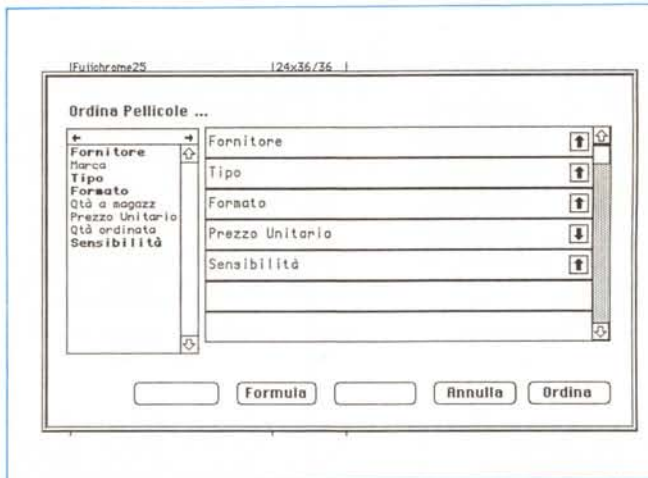 Fujichrome25 24x36/36
Ordina Pellicole ...
Fornitore
Marca
Tipo
Formato
Qtà a magazz
Prezzo Unitario
Qtà ordinata
Sensibilità
Fornitore
Tipo
Formato
Prezzo Unitario
Sensibilità
Formula Annulla Ordina